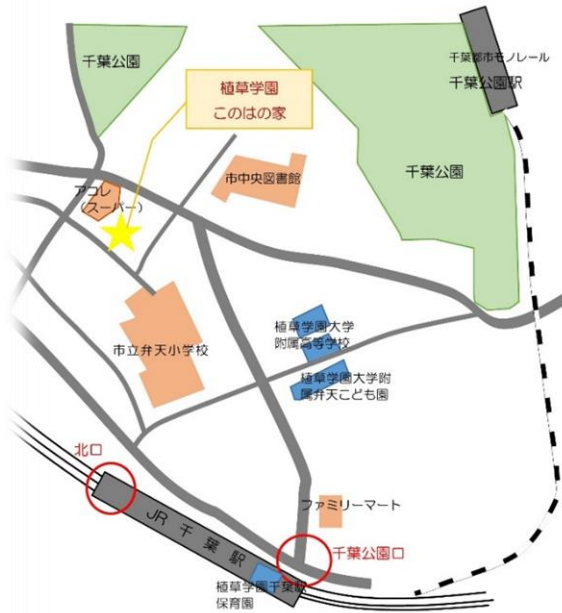 千葉公園
植草学園
このはの家
千葉都市モノレール
千葉公園駅
千葉公園
市中央図書館
アコレ
(スーパー)
植草学園大学
附属高等学校
市立弁天小学校
植草学園大学附
属弁天こども園
北口
ファミリーマート
JR千葉駅
千葉公園口
植草学園千葉駅
保育園